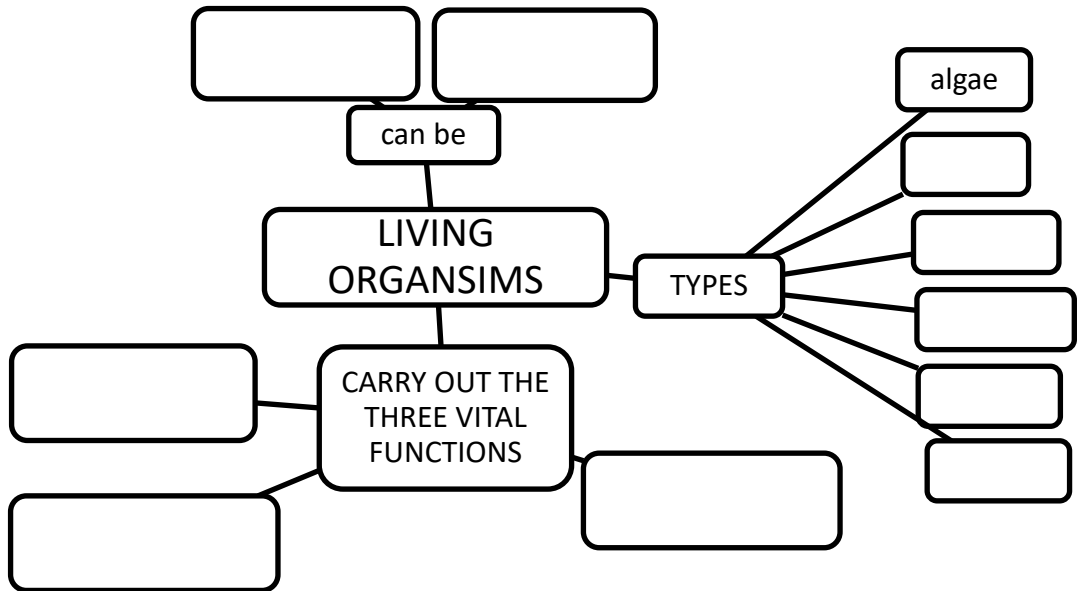 can be
algae
LIVING
ORGANSIMS
TYPES
CARRY OUT THE
THREE VITAL
FUNCTIONS